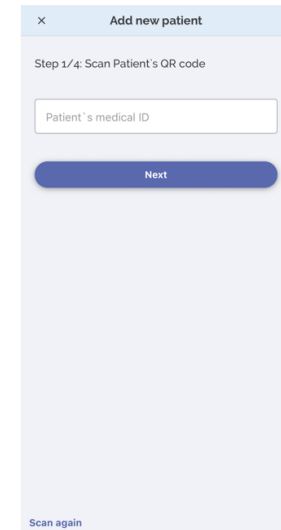 × Add new patient
Step 1/4: Scan Patient's QR code
Patient`s medical ID
Next
Scan again